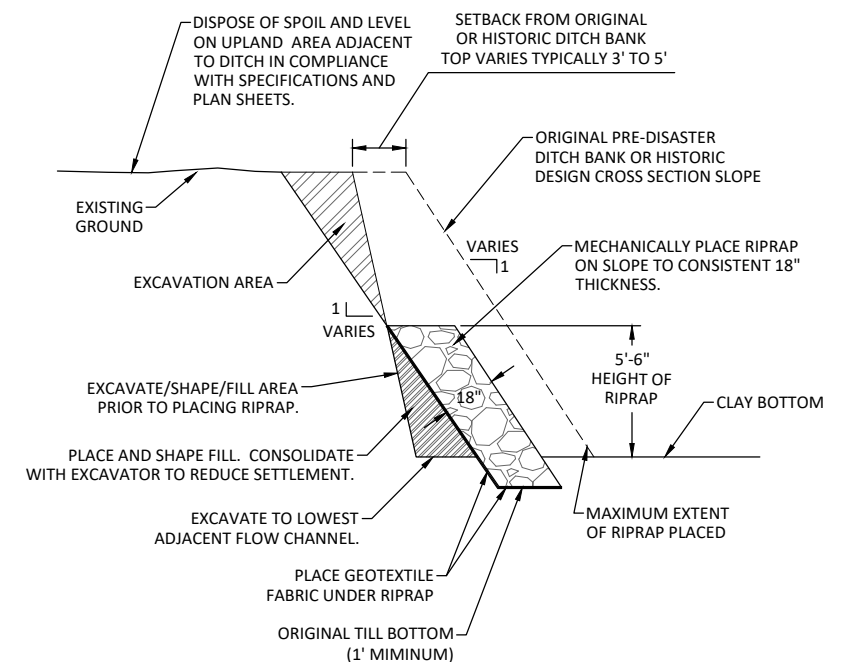 DISPOSE OF SPOIL AND LEVEL
ON UPLAND AREA ADJACENT
TO DITCH IN COMPLIANCE
WITH SPECIFICATIONS AND
PLAN SHEETS.
SETBACK FROM ORIGINAL
OR HISTORIC DITCH BANK
TOP VARIES TYPICALLY 3' TO 5'
ORIGINAL PRE-DISASTER
DITCH BANK OR HISTORIC
DESIGN CROSS SECTION SLOPE
EXISTING
GROUND
VARIES
1
MECHANICALLY PLACE RIPRAP
ON SLOPE TO CONSISTENT 18"
THICKNESS.
EXCAVATION AREA
1
VARIES
5'-6"
HEIGHT OF
RIPRAP
EXCAVATE/SHAPE/FILL AREA
PRIOR TO PLACING RIPRAP.
18"
CLAY BOTTOM
PLACE AND SHAPE FILL. CONSOLIDATE
WITH EXCAVATOR TO REDUCE SETTLEMENT.
EXCAVATE TO LOWEST
ADJACENT FLOW CHANNEL.
MAXIMUM EXTENT
OF RIPRAP PLACED
PLACE GEOTEXTILE
FABRIC UNDER RIPRAP
ORIGINAL TILL BOTTOM
(1' MIMINUM)